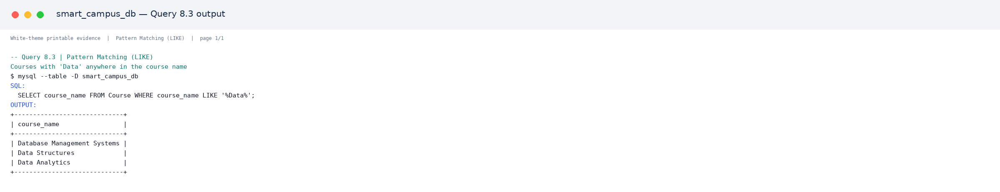 smart_campus_db — Query 8.3 output
White-theme printable evidence  |  Pattern Matching (LIKE)  |  page 1/1
-- Query 8.3 | Pattern Matching (LIKE)
Courses with 'Data' anywhere in the course name
$ mysql --table -D smart_campus_db
SQL:
  SELECT course_name FROM Course WHERE course_name LIKE '%Data%';
OUTPUT:
+-----------------------------+
| course_name                 |
+-----------------------------+
| Database Management Systems |
| Data Structures             |
| Data Analytics              |
+-----------------------------+